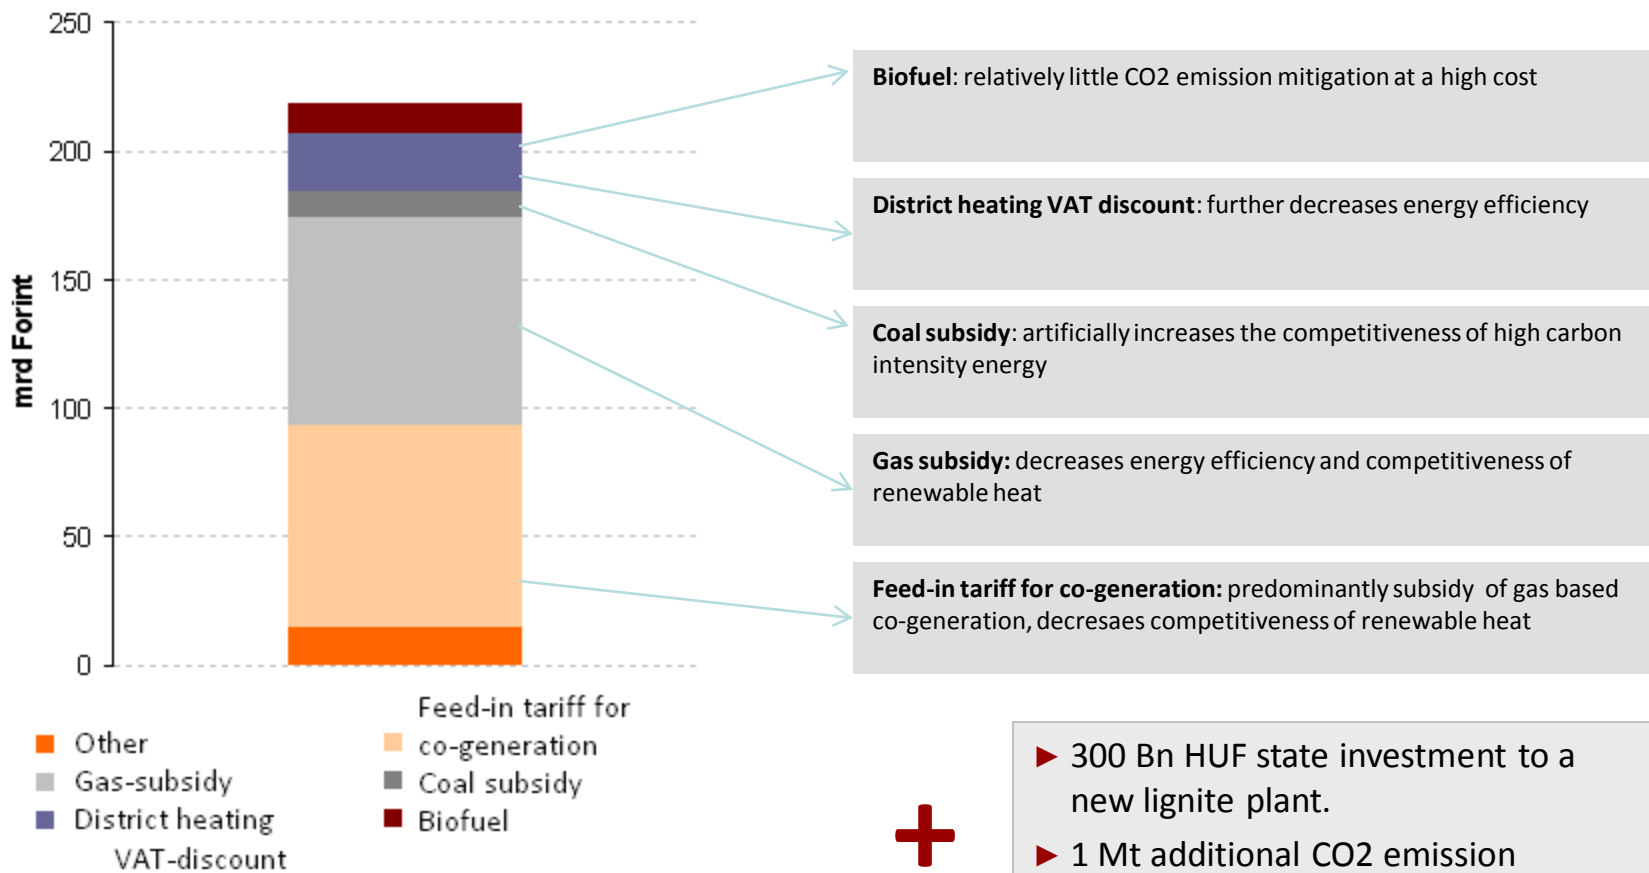 250
200
150
100
50
0
mrd Forint
Biofuel: relatively little CO2 emission mitigation at a high cost
District heating VAT discount: further decreases energy efficiency
Coal subsidy: artificially increases the competitiveness of high carbon
intensity energy
Gas subsidy: decreases energy efficiency and competitiveness of
renewable heat
Feed-in tariff for co-generation: predominantly subsidy of gas based
co-generation, decresaes competitiveness of renewable heat
Other
Gas-subsidy
District heating
VAT-discount
Feed-in tariff for
co-generation
Coal subsidy
Biofuel
+
► 300 Bn HUF state investment to a
new lignite plant.
► 1 Mt additional CO2 emission